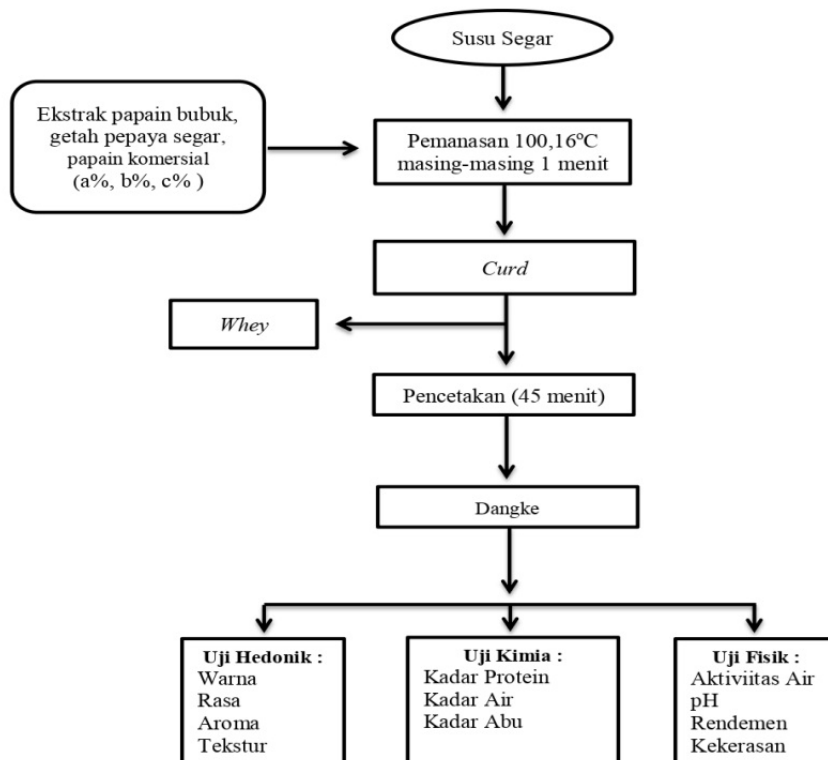 Susu Segar
Ekstrak papain bubuk,
getah pepaya segar,
papain komersial
(a%, b%, c% )
Pemanasan 100,16°C
masing-masing 1 menit
Curd
Whey
Pencetakan (45 menit)
Dangke
Uji Hedonik :
Warna
Rasa
Aroma
Tekstur
Uji Kimia :
Kadar Protein
Kadar Air
Kadar Abu
Uji Fisik :
Aktiviitas Air
pH
Rendemen
Kekerasan